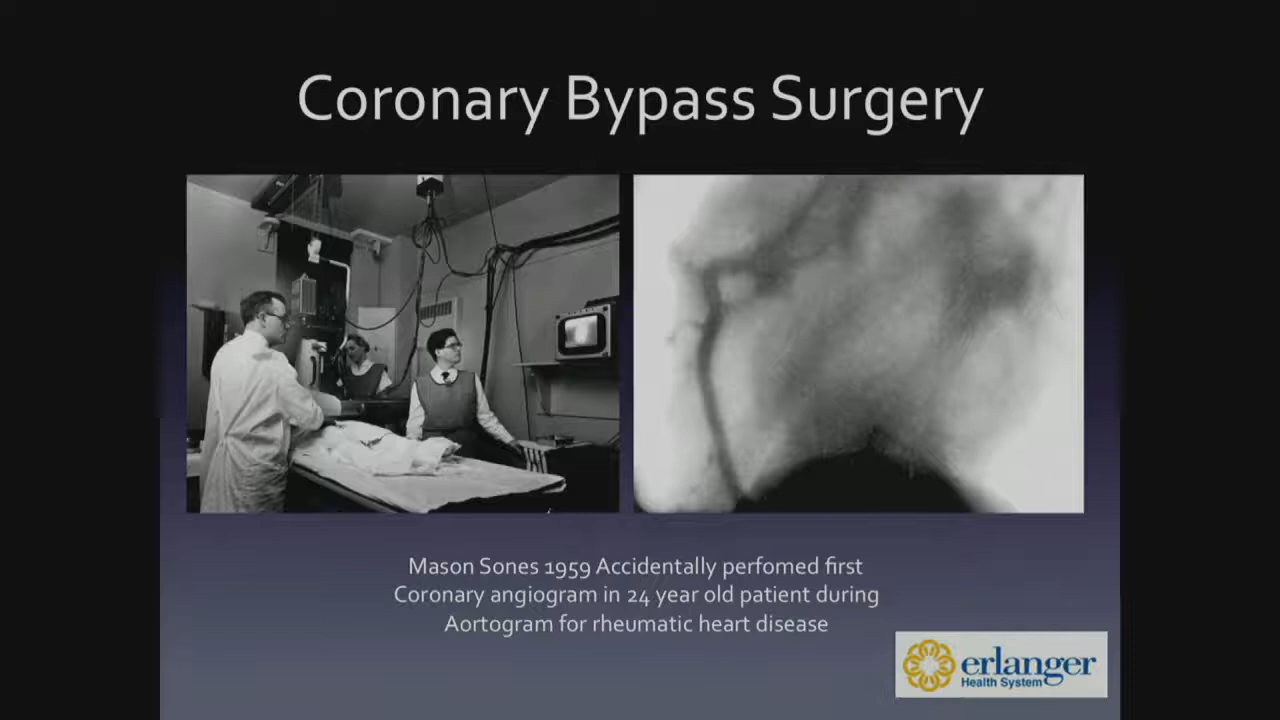 Coronary Bypass Surgery
Mason Sones 1959 Accidentally perfomed first
Coronary angiogram in 24 year old patient during
Aortogram for rheumatic heart disease
erlanger
Health System